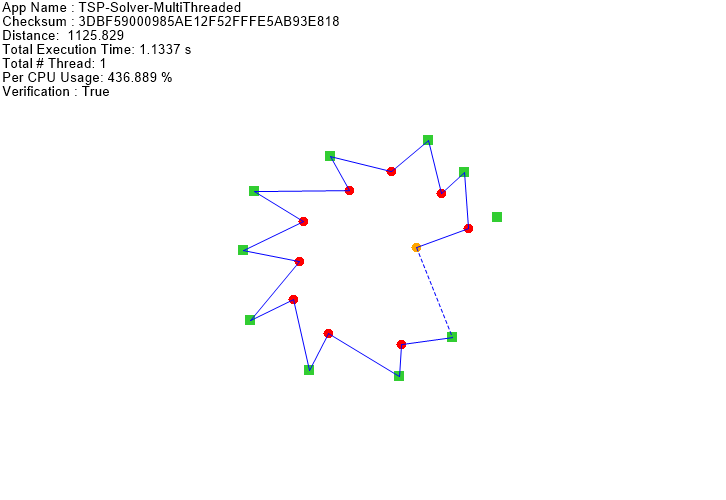 App Name : TSP-Solver-MultiThreaded
Checksum : 3DBF59000985AE12F52FFFE5AB93E818
Distance:  1125.829
Total Execution Time: 1.1337 s
Total # Thread: 1
Per CPU Usage: 436.889 %
Verification : True